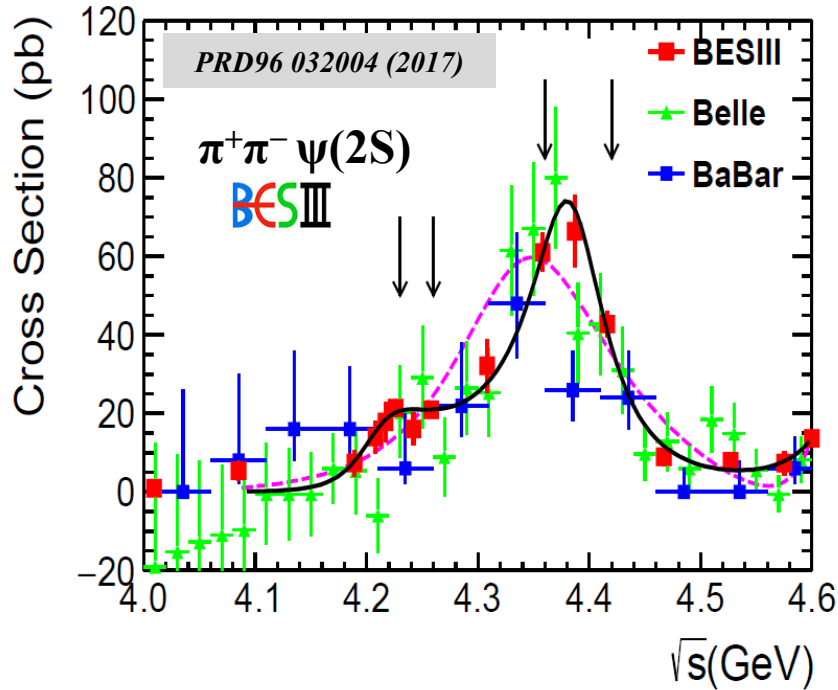 120
100
80
60
40
20
0
−20
Cross Section (pb)
PRD96 032004 (2017)
π⁺π⁻ ψ(2S)
BESIII
BESIII
Belle
BaBar
4.0 4.1 4.2 4.3 4.4 4.5 4.6
√s(GeV)